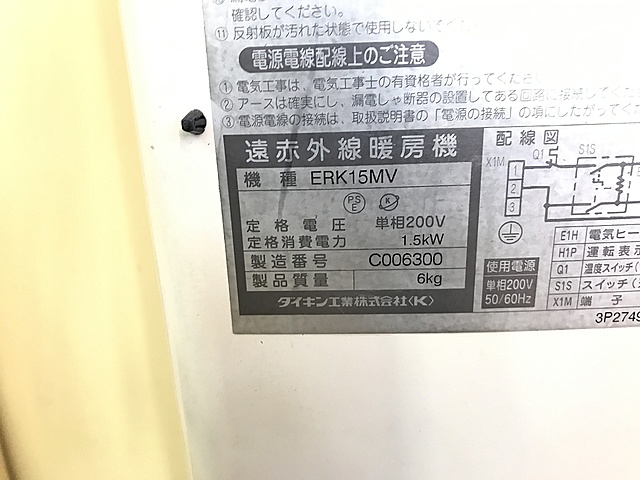 確認してください。
⑪ 反射板が汚れた状態で使用しないでく
電源電線配線上のご注意
① 電気工事は、電気工事士の有資格者が行ってくださ
② アースは確実にし、漏電しゃ断器の設置してある回路に接続してくだ
③ 電源電線の接続は、取扱説明書の「電源の接続」の項にしたがって
遠赤外線暖房機
機種 ERK15MV
PS E K
定格電圧 単相200V
定格消費電力 1.5kW
製造番号 C006300
製品質量 6kg
ダイキン工業株式会社〈K〉
配線図
X1M Q1 S1S
1
2
3
使用電源
単相200V
50/60Hz
E1H 電気ヒー
H1P 運転表示
Q1 温度スイッチ(
S1S スイッチ(
X1M 端子
3P2749